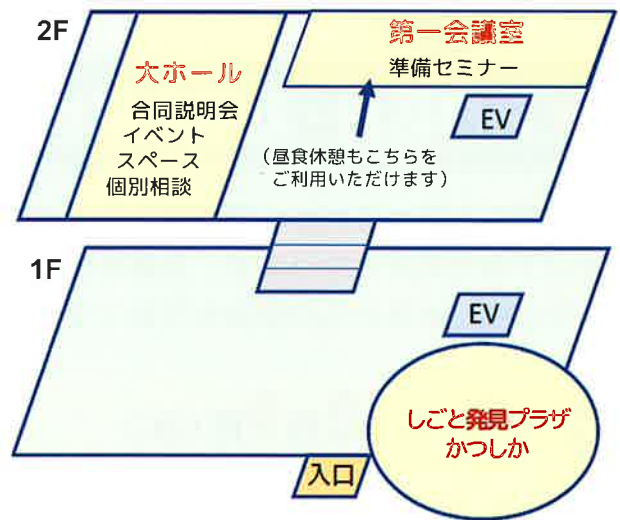 2F
大ホール
合同説明会
イベント
スペース
個別相談
第一会議室
準備セミナー
EV
（昼食休憩もこちらを
ご利用いただけます）
1F
EV
しごと発見プラザ
かつしか
入口